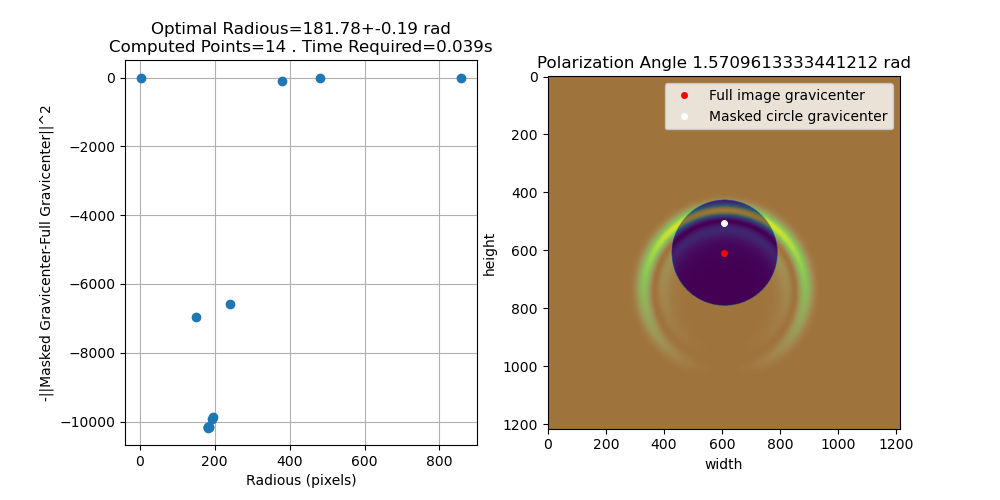 Optimal Radious=181.78+-0.19 rad
Computed Points=14 . Time Required=0.039s
0
−2000
−4000
−6000
−8000
−10000
-||Masked Gravicenter-Full Gravicenter||^2
0
200
400
600
800
Radious (pixels)
Polarization Angle 1.5709613333441212 rad
Full image gravicenter
Masked circle gravicenter
0
200
400
600
800
1000
1200
height
0
200
400
600
800
1000
1200
width